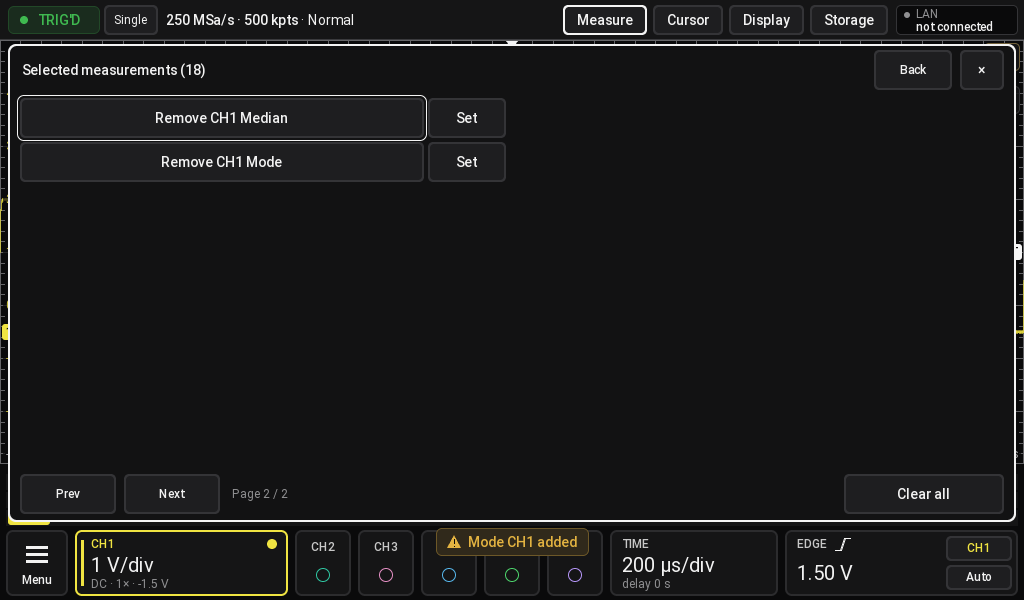 TRIG'D
Single
250 MSa/s · 500 kpts · Normal
Measure
Cursor
Display
Storage
LAN
not connected
Selected measurements (18)
Back
×
Remove CH1 Median
Set
Remove CH1 Mode
Set
Prev
Next
Page 2 / 2
Clear all
Menu
CH1
1 V/div
DC · 1× · -1.5 V
CH2
CH3
Mode CH1 added
TIME
200 µs/div
delay 0 s
EDGE
1.50 V
CH1
Auto